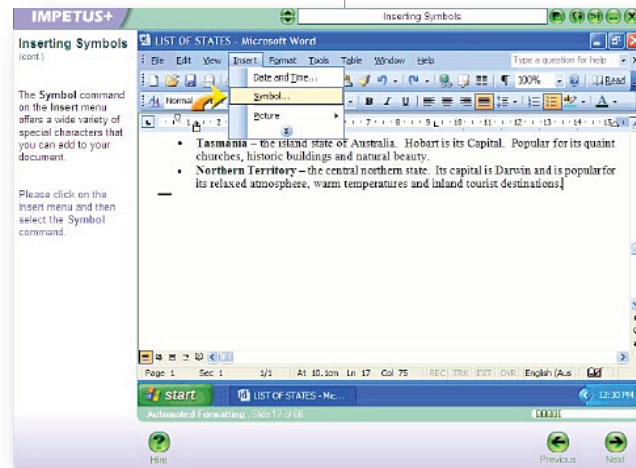 IMPETUS+
Inserting Symbols
Inserting Symbols
(cont.)
The Symbol command
on the Insert menu
offers a wide variety of
special characters that
you can add to your
document.
Please click on the
Insert menu and then
select the Symbol
command.
LIST OF STATES - Microsoft Word
File Edit View Insert Format Tools Table Window Help
Type a question for help
Date and Time...
100%
Read
Normal
Symbol...
B I U
Picture
Tasmania – the island state of Australia. Hobart is its Capital. Popular for its quaint
churches, historic buildings and natural beauty.
Northern Territory – the central northern state. Its capital is Darwin and is popular for
its relaxed atmosphere, warm temperatures and inland tourist destinations.
Page 1 Sec 1 1/1 At 10.1cm Ln 17 Col 75 REC TRK EXT OVR English (Aus
start
LIST OF STATES - Mic...
12:30 PM
Automated Formatting
Hint
Previous
Next